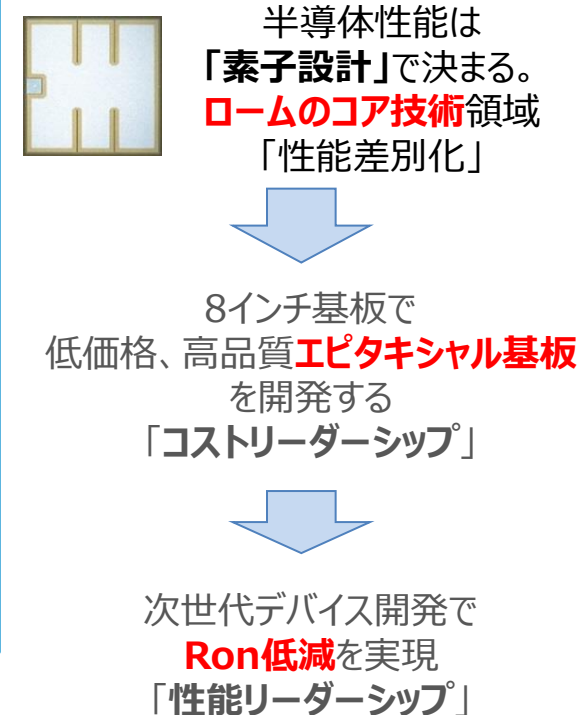 半導体性能は
「素子設計」で決まる。
ロームのコア技術領域
「性能差別化」
8インチ基板で
低価格、高品質エピタキシャル基板
を開発する
「コストリーダーシップ」
次世代デバイス開発で
Ron低減を実現
「性能リーダーシップ」